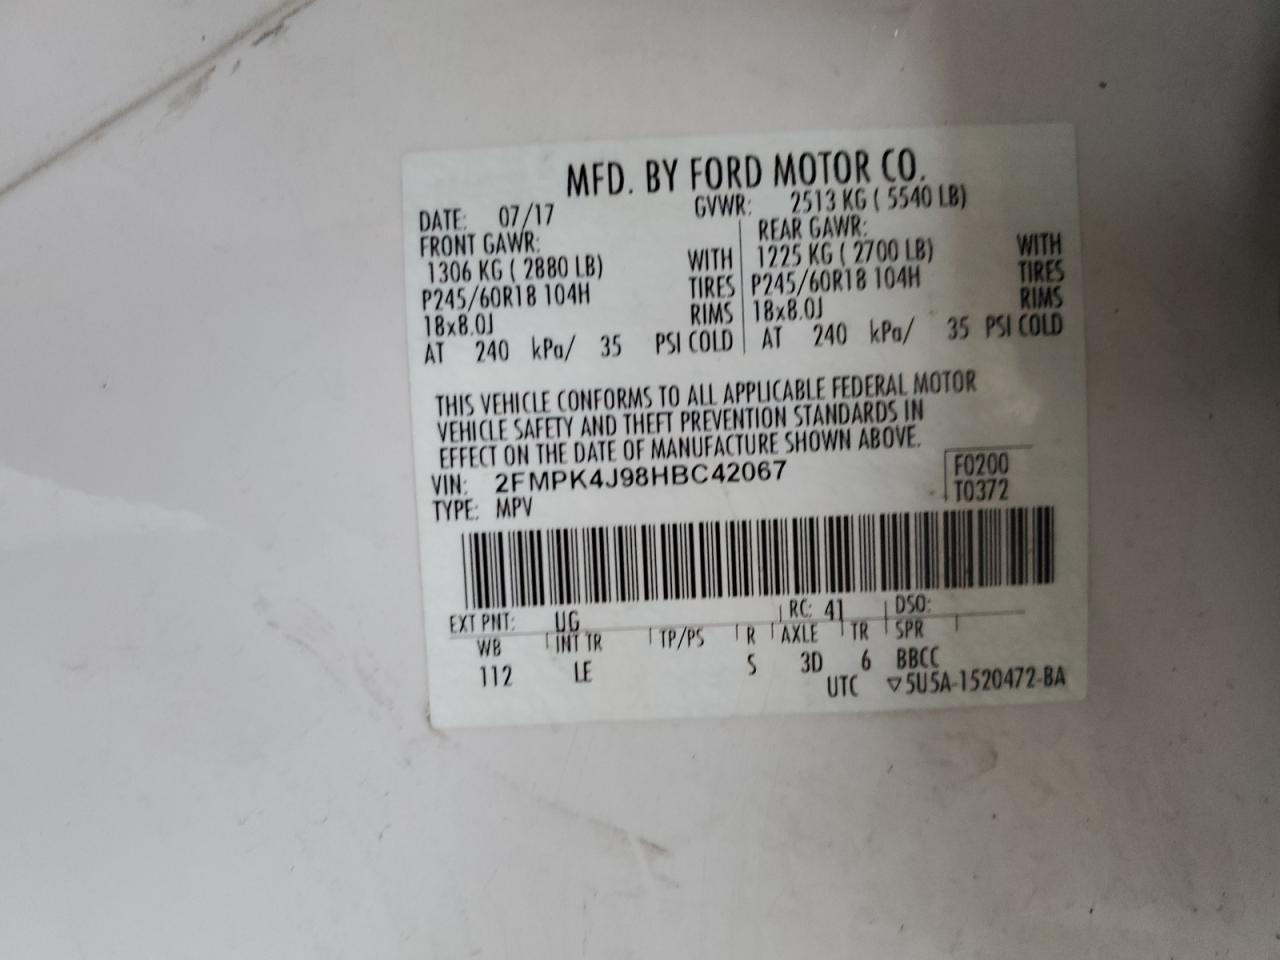 MFD. BY FORD MOTOR CO.
DATE: 07/17 GVWR: 2513 KG ( 5540 LB)
FRONT GAWR: REAR GAWR:
1306 KG ( 2880 LB) WITH 1225 KG ( 2700 LB) WITH
P245/60R18 104H TIRES P245/60R18 104H TIRES
18x8.0J RIMS 18x8.0J RIMS
AT 240 kPa/ 35 PSI COLD AT 240 kPa/ 35 PSI COLD
THIS VEHICLE CONFORMS TO ALL APPLICABLE FEDERAL MOTOR
VEHICLE SAFETY AND THEFT PREVENTION STANDARDS IN
EFFECT ON THE DATE OF MANUFACTURE SHOWN ABOVE.
VIN: 2FMPK4J98HBC42067 F0200
TYPE: MPV T0372
EXT PNT: UG RC: 41 DSO:
WB INT TR TP/PS R AXLE TR SPR
112 LE S 3D 6 BBCC
UTC ▽5U5A-1520472-BA